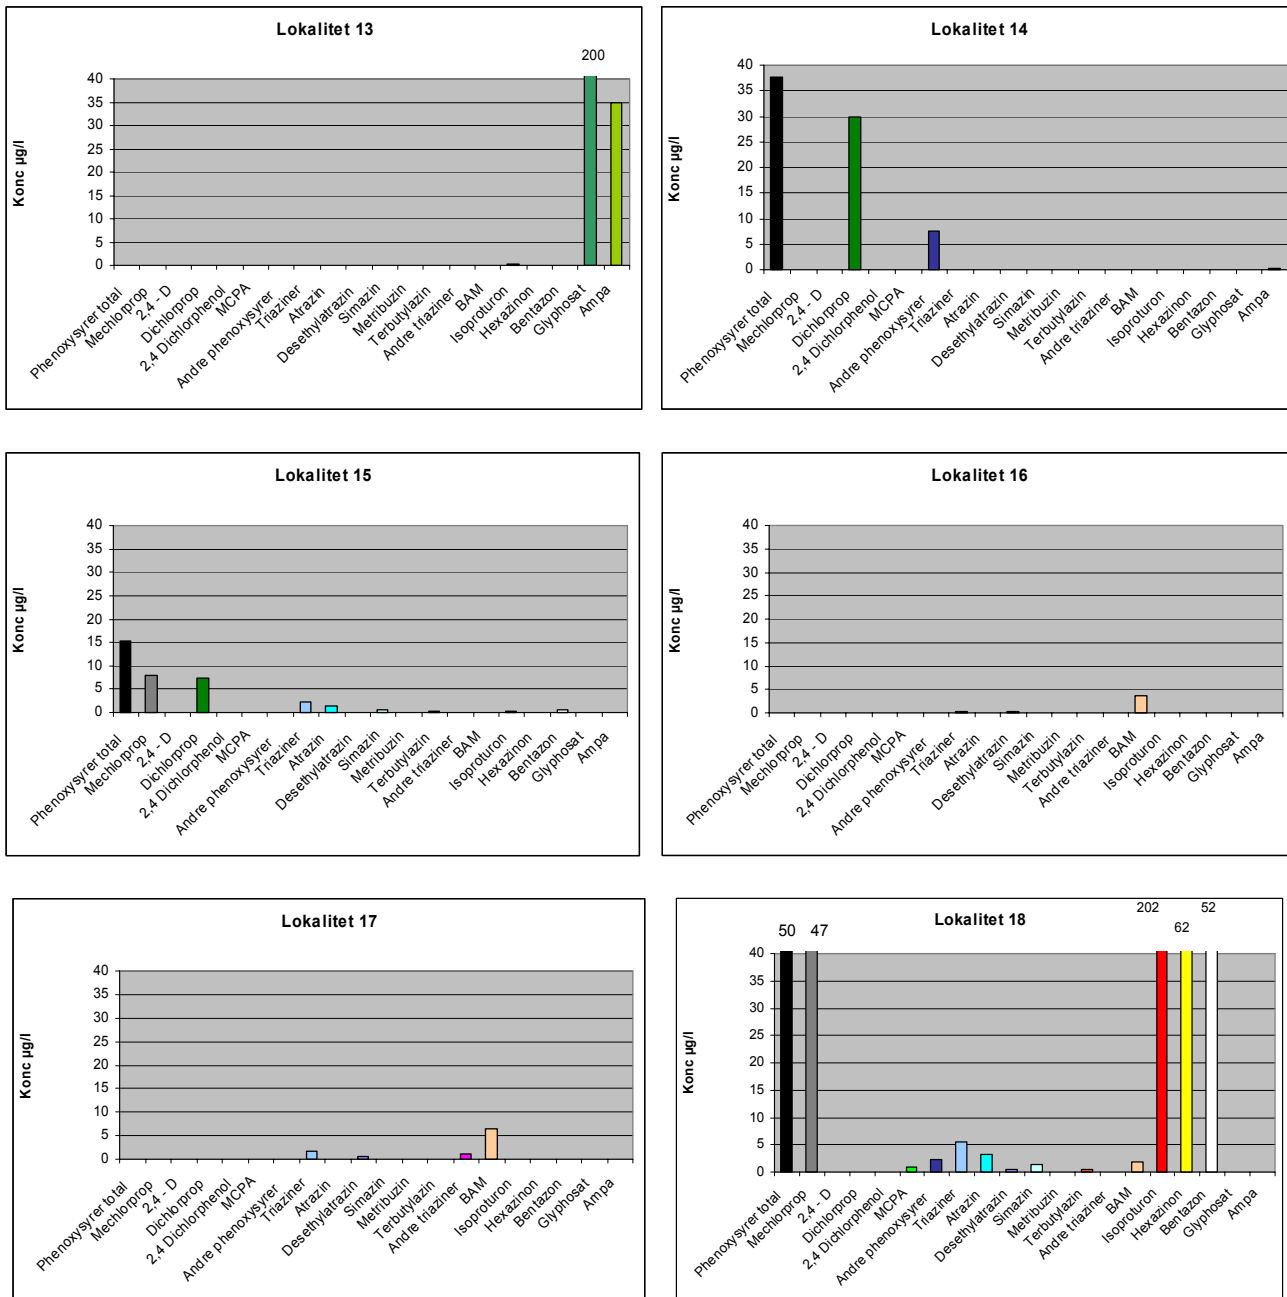 Lokalitet 13
200
Konc µg/l
40
35
30
25
20
15
10
5
0
Phenoxysyrer total
Mechlorprop
2,4 - D
Dichlorprop
2,4 Dichlorphenol
MCPA
Andre phenoxysyrer
Triaziner
Atrazin
Desethylatrazin
Simazin
Metribuzin
Terbutylazin
Andre triaziner
BAM
Isoproturon
Hexazinon
Bentazon
Glyphosat
Ampa
Lokalitet 14
Konc µg/l
40
35
30
25
20
15
10
5
0
Phenoxysyrer total
Mechlorprop
2,4 - D
Dichlorprop
2,4 Dichlorphenol
MCPA
Andre phenoxysyrer
Triaziner
Atrazin
Desethylatrazin
Simazin
Metribuzin
Terbutylazin
Andre triaziner
BAM
Isoproturon
Hexazinon
Bentazon
Glyphosat
Ampa
Lokalitet 15
Konc µg/l
40
35
30
25
20
15
10
5
0
Phenoxysyrer total
Mechlorprop
2,4 - D
Dichlorprop
2,4 Dichlorphenol
MCPA
Andre phenoxysyrer
Triaziner
Atrazin
Desethylatrazin
Simazin
Metribuzin
Terbutylazin
Andre triaziner
BAM
Isoproturon
Hexazinon
Bentazon
Glyphosat
Ampa
Lokalitet 16
Konc µg/l
40
35
30
25
20
15
10
5
0
Phenoxysyrer total
Mechlorprop
2,4 - D
Dichlorprop
2,4 Dichlorphenol
MCPA
Andre phenoxysyrer
Triaziner
Atrazin
Desethylatrazin
Simazin
Metribuzin
Terbutylazin
Andre triaziner
BAM
Isoproturon
Hexazinon
Bentazon
Glyphosat
Ampa
Lokalitet 17
Konc µg/l
40
35
30
25
20
15
10
5
0
Phenoxysyrer total
Mechlorprop
2,4 - D
Dichlorprop
2,4 Dichlorphenol
MCPA
Andre phenoxysyrer
Triaziner
Atrazin
Desethylatrazin
Simazin
Metribuzin
Terbutylazin
Andre triaziner
BAM
Isoproturon
Hexazinon
Bentazon
Glyphosat
Ampa
Lokalitet 18
50
47
202
62
52
Konc µg/l
40
35
30
25
20
15
10
5
0
Phenoxysyrer total
Mechlorprop
2,4 - D
Dichlorprop
2,4 Dichlorphenol
MCPA
Andre phenoxysyrer
Triaziner
Atrazin
Desethylatrazin
Simazin
Metribuzin
Terbutylazin
Andre triaziner
BAM
Isoproturon
Hexazinon
Bentazon
Glyphosat
Ampa